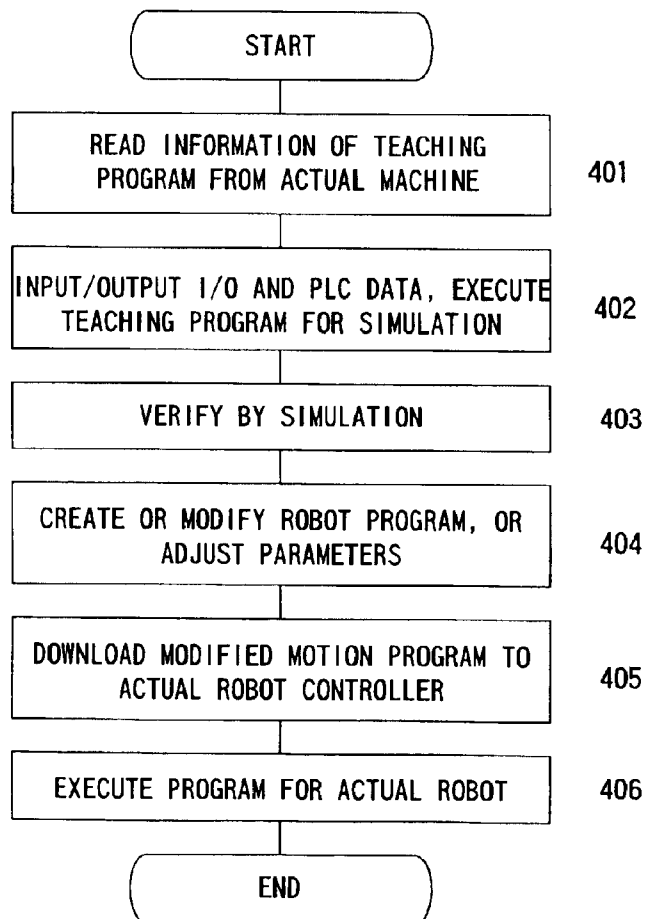 START
READ INFORMATION OF TEACHING
PROGRAM FROM ACTUAL MACHINE
401
INPUT/OUTPUT I/O AND PLC DATA, EXECUTE
TEACHING PROGRAM FOR SIMULATION
402
VERIFY BY SIMULATION
403
CREATE OR MODIFY ROBOT PROGRAM, OR
ADJUST PARAMETERS
404
DOWNLOAD MODIFIED MOTION PROGRAM TO
ACTUAL ROBOT CONTROLLER
405
EXECUTE PROGRAM FOR ACTUAL ROBOT
406
END